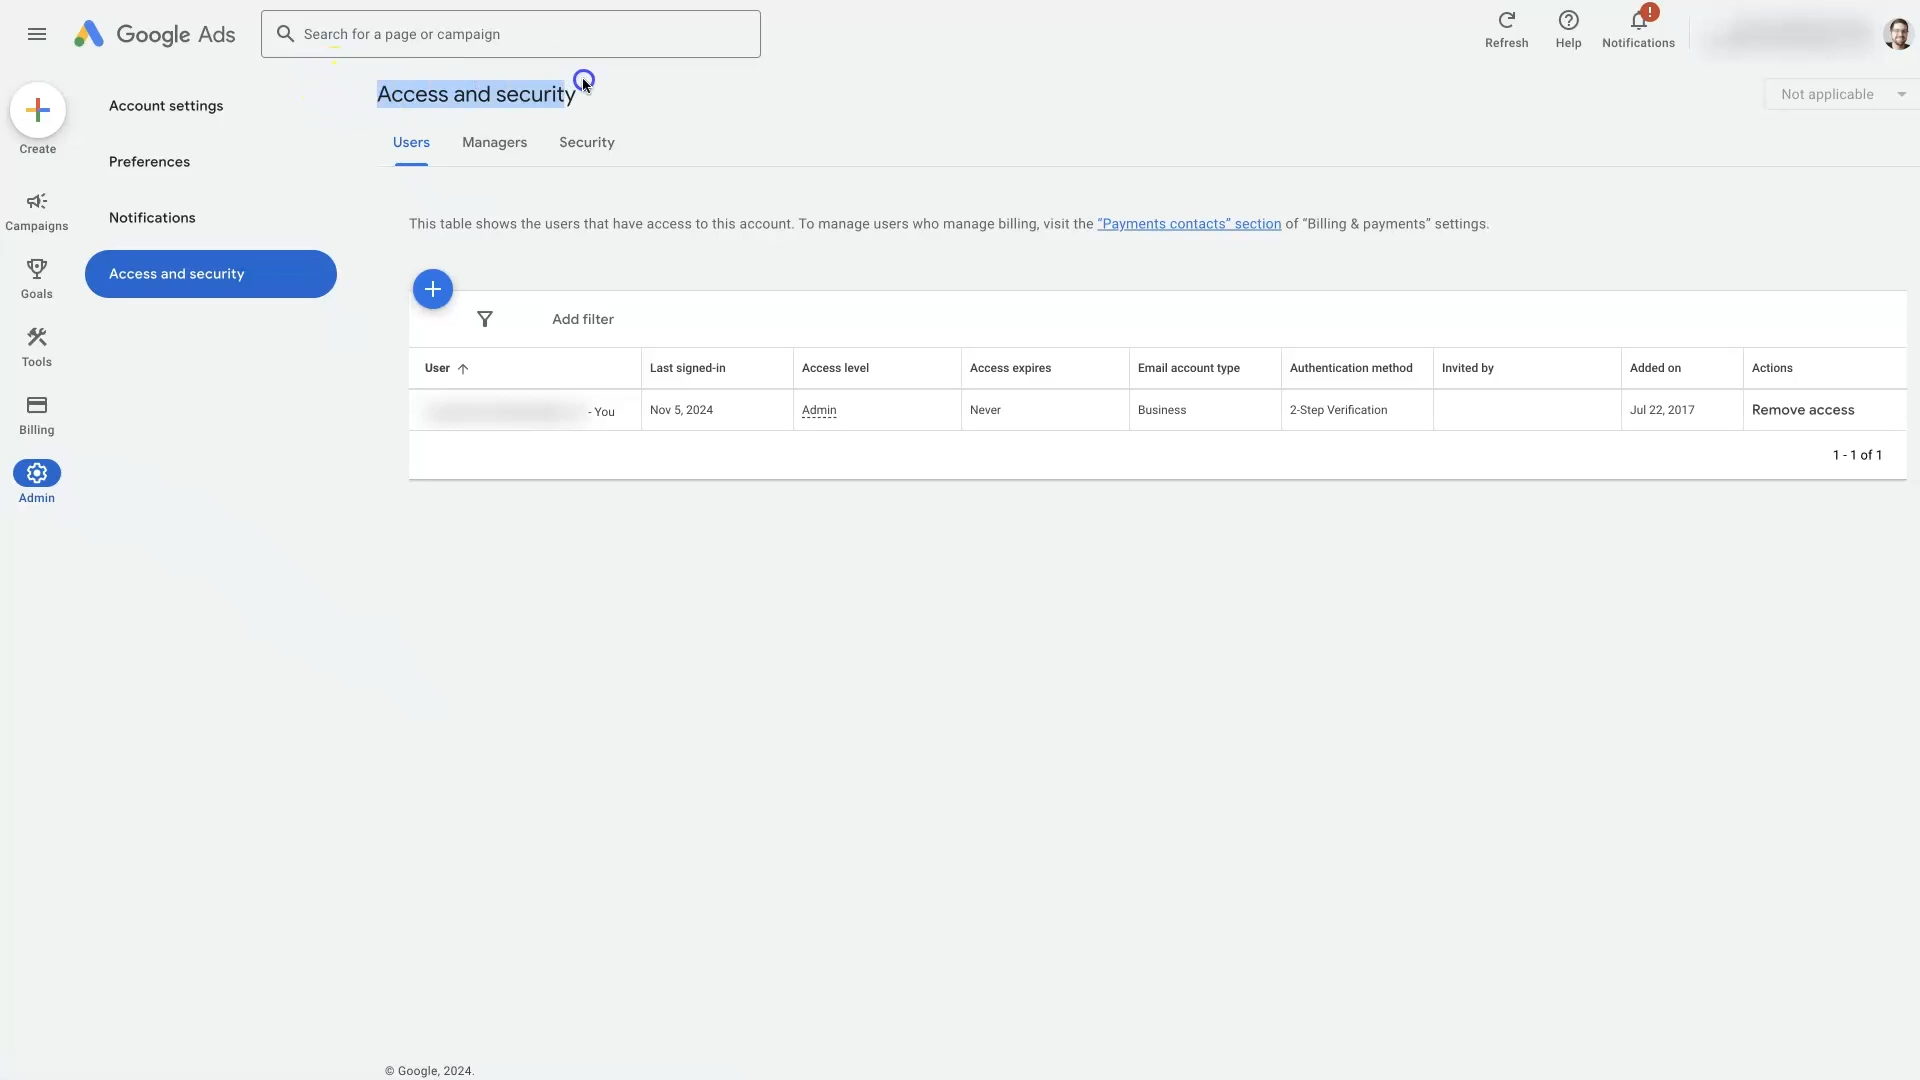 Google Ads
Search for a page or campaign
Refresh
Help
Notifications
!
Create
Campaigns
Goals
Tools
Billing
Admin
Account settings
Preferences
Notifications
Access and security
Access and security
Not applicable
Users Managers Security
This table shows the users that have access to this account. To manage users who manage billing, visit the “Payments contacts” section of “Billing & payments” settings.
Add filter
User Last signed-in Access level Access expires Email account type Authentication method Invited by Added on Actions
- You Nov 5, 2024 Admin Never Business 2-Step Verification Jul 22, 2017 Remove access
1 - 1 of 1
© Google, 2024.